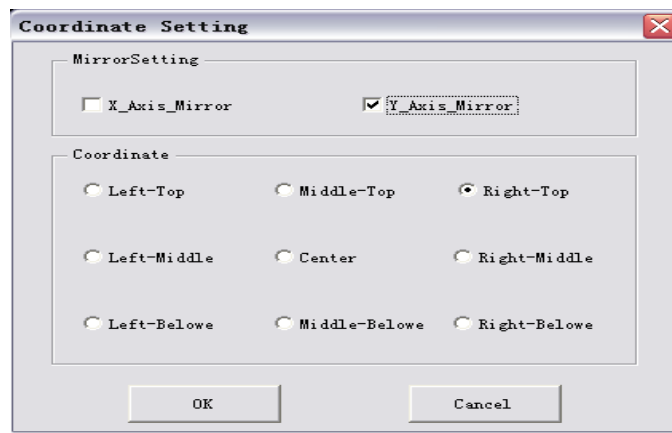 Coordinate Setting
MirrorSetting
X_Axis_Mirror Y_Axis_Mirror
Coordinate
Left-Top Middle-Top Right-Top
Left-Middle Center Right-Middle
Left-Belowe Middle-Belowe Right-Belowe
OK Cancel